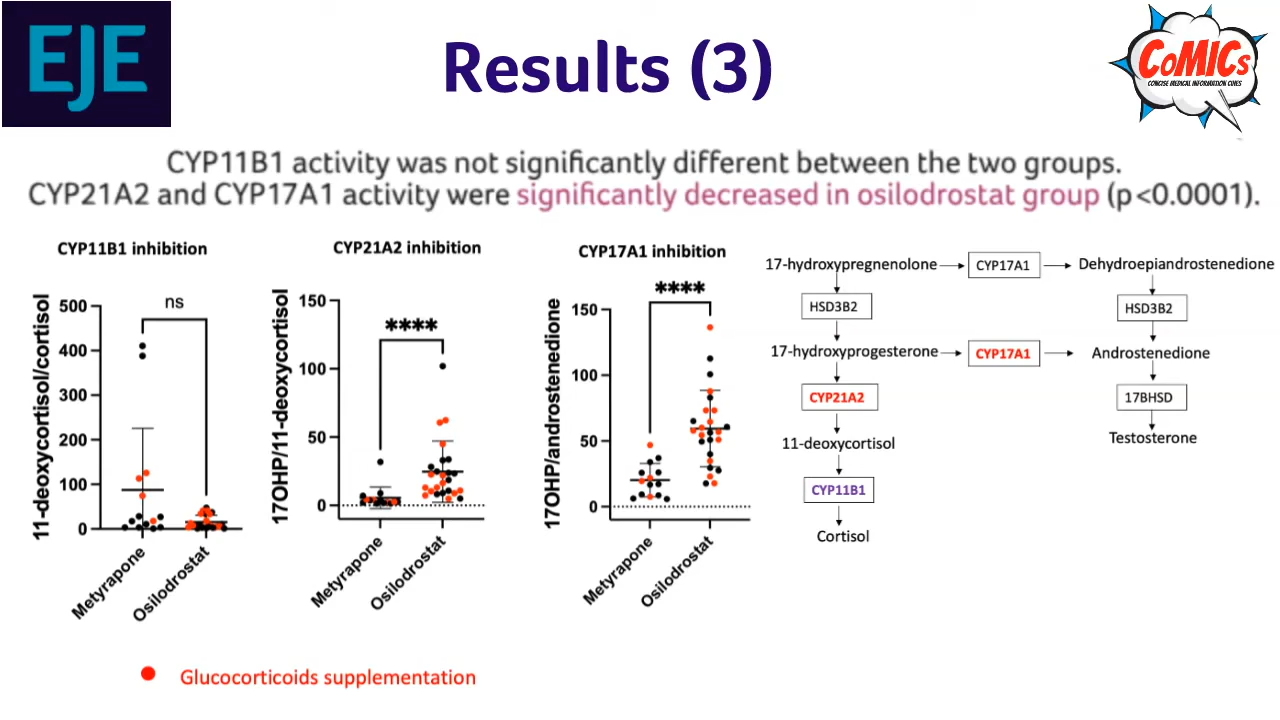 EJE
Results (3)
CoMICs
CONCISE MEDICAL INFORMATION CINES
CYP11B1 activity was not significantly different between the two groups.
CYP21A2 and CYP17A1 activity were significantly decreased in osilodrostat group (p<0.0001).
CYP11B1 inhibition
11-deoxycortisol/cortisol
500
400
300
200
100
0
ns
Metyrapone
Osilodrostat
CYP21A2 inhibition
17OHP/11-deoxycortisol
150
100
50
0
****
Metyrapone
Osilodrostat
CYP17A1 inhibition
17OHP/androstenedione
150
100
50
0
****
Metyrapone
Osilodrostat
17-hydroxypregnenolone CYP17A1 Dehydroepiandrostenedione
HSD3B2 HSD3B2
17-hydroxyprogesterone CYP17A1 Androstenedione
CYP21A2 17BHSD
11-deoxycortisol Testosterone
CYP11B1
Cortisol
Glucocorticoids supplementation